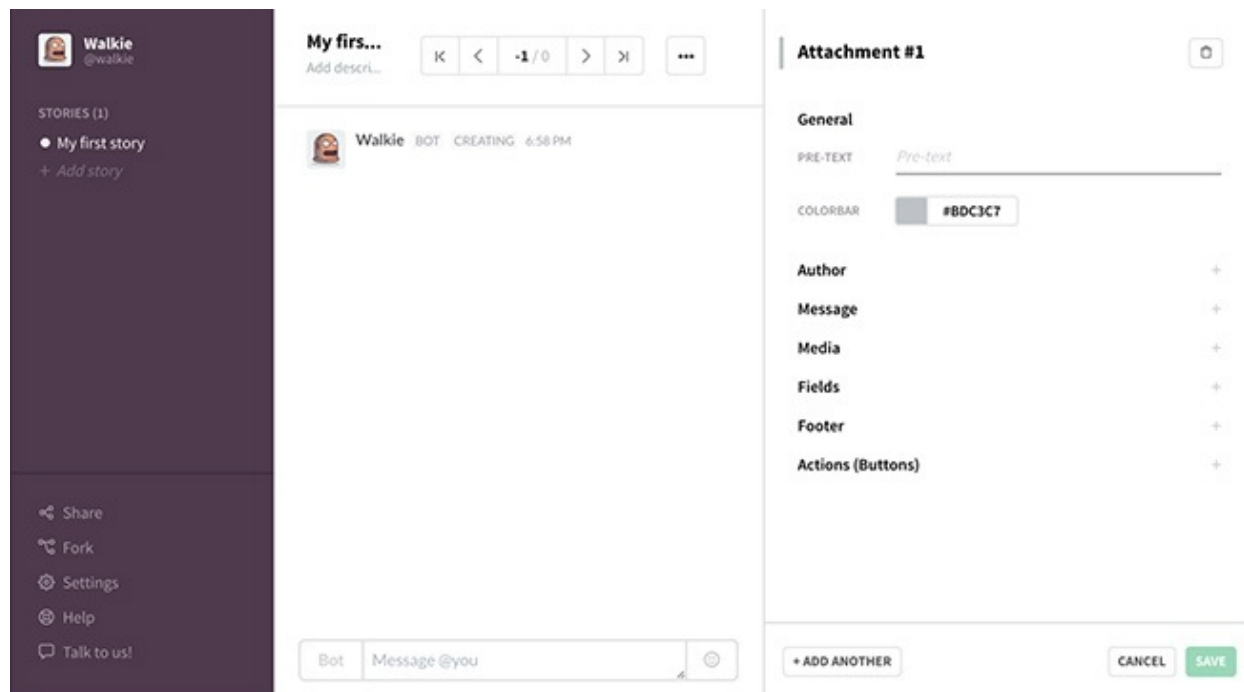 Walkie
@walkie
STORIES (1)
My first story
+ Add story
Share
Fork
Settings
Help
Talk to us!
My firs...
Add descri...
-1 / 0
•••
Walkie BOT CREATING 6:58 PM
Bot Message @you
Attachment #1
General
PRE-TEXT Pre-text
COLORBAR #BDC3C7
Author +
Message +
Media +
Fields +
Footer +
Actions (Buttons) +
+ ADD ANOTHER CANCEL SAVE